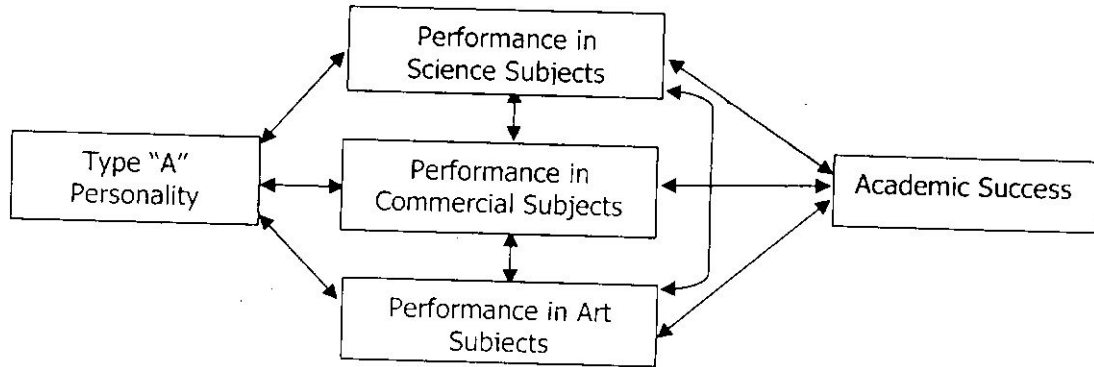 Performance in
Science Subjects
Type “A”
Personality
Performance in
Commercial Subjects
Academic Success
Performance in Art
Subjects